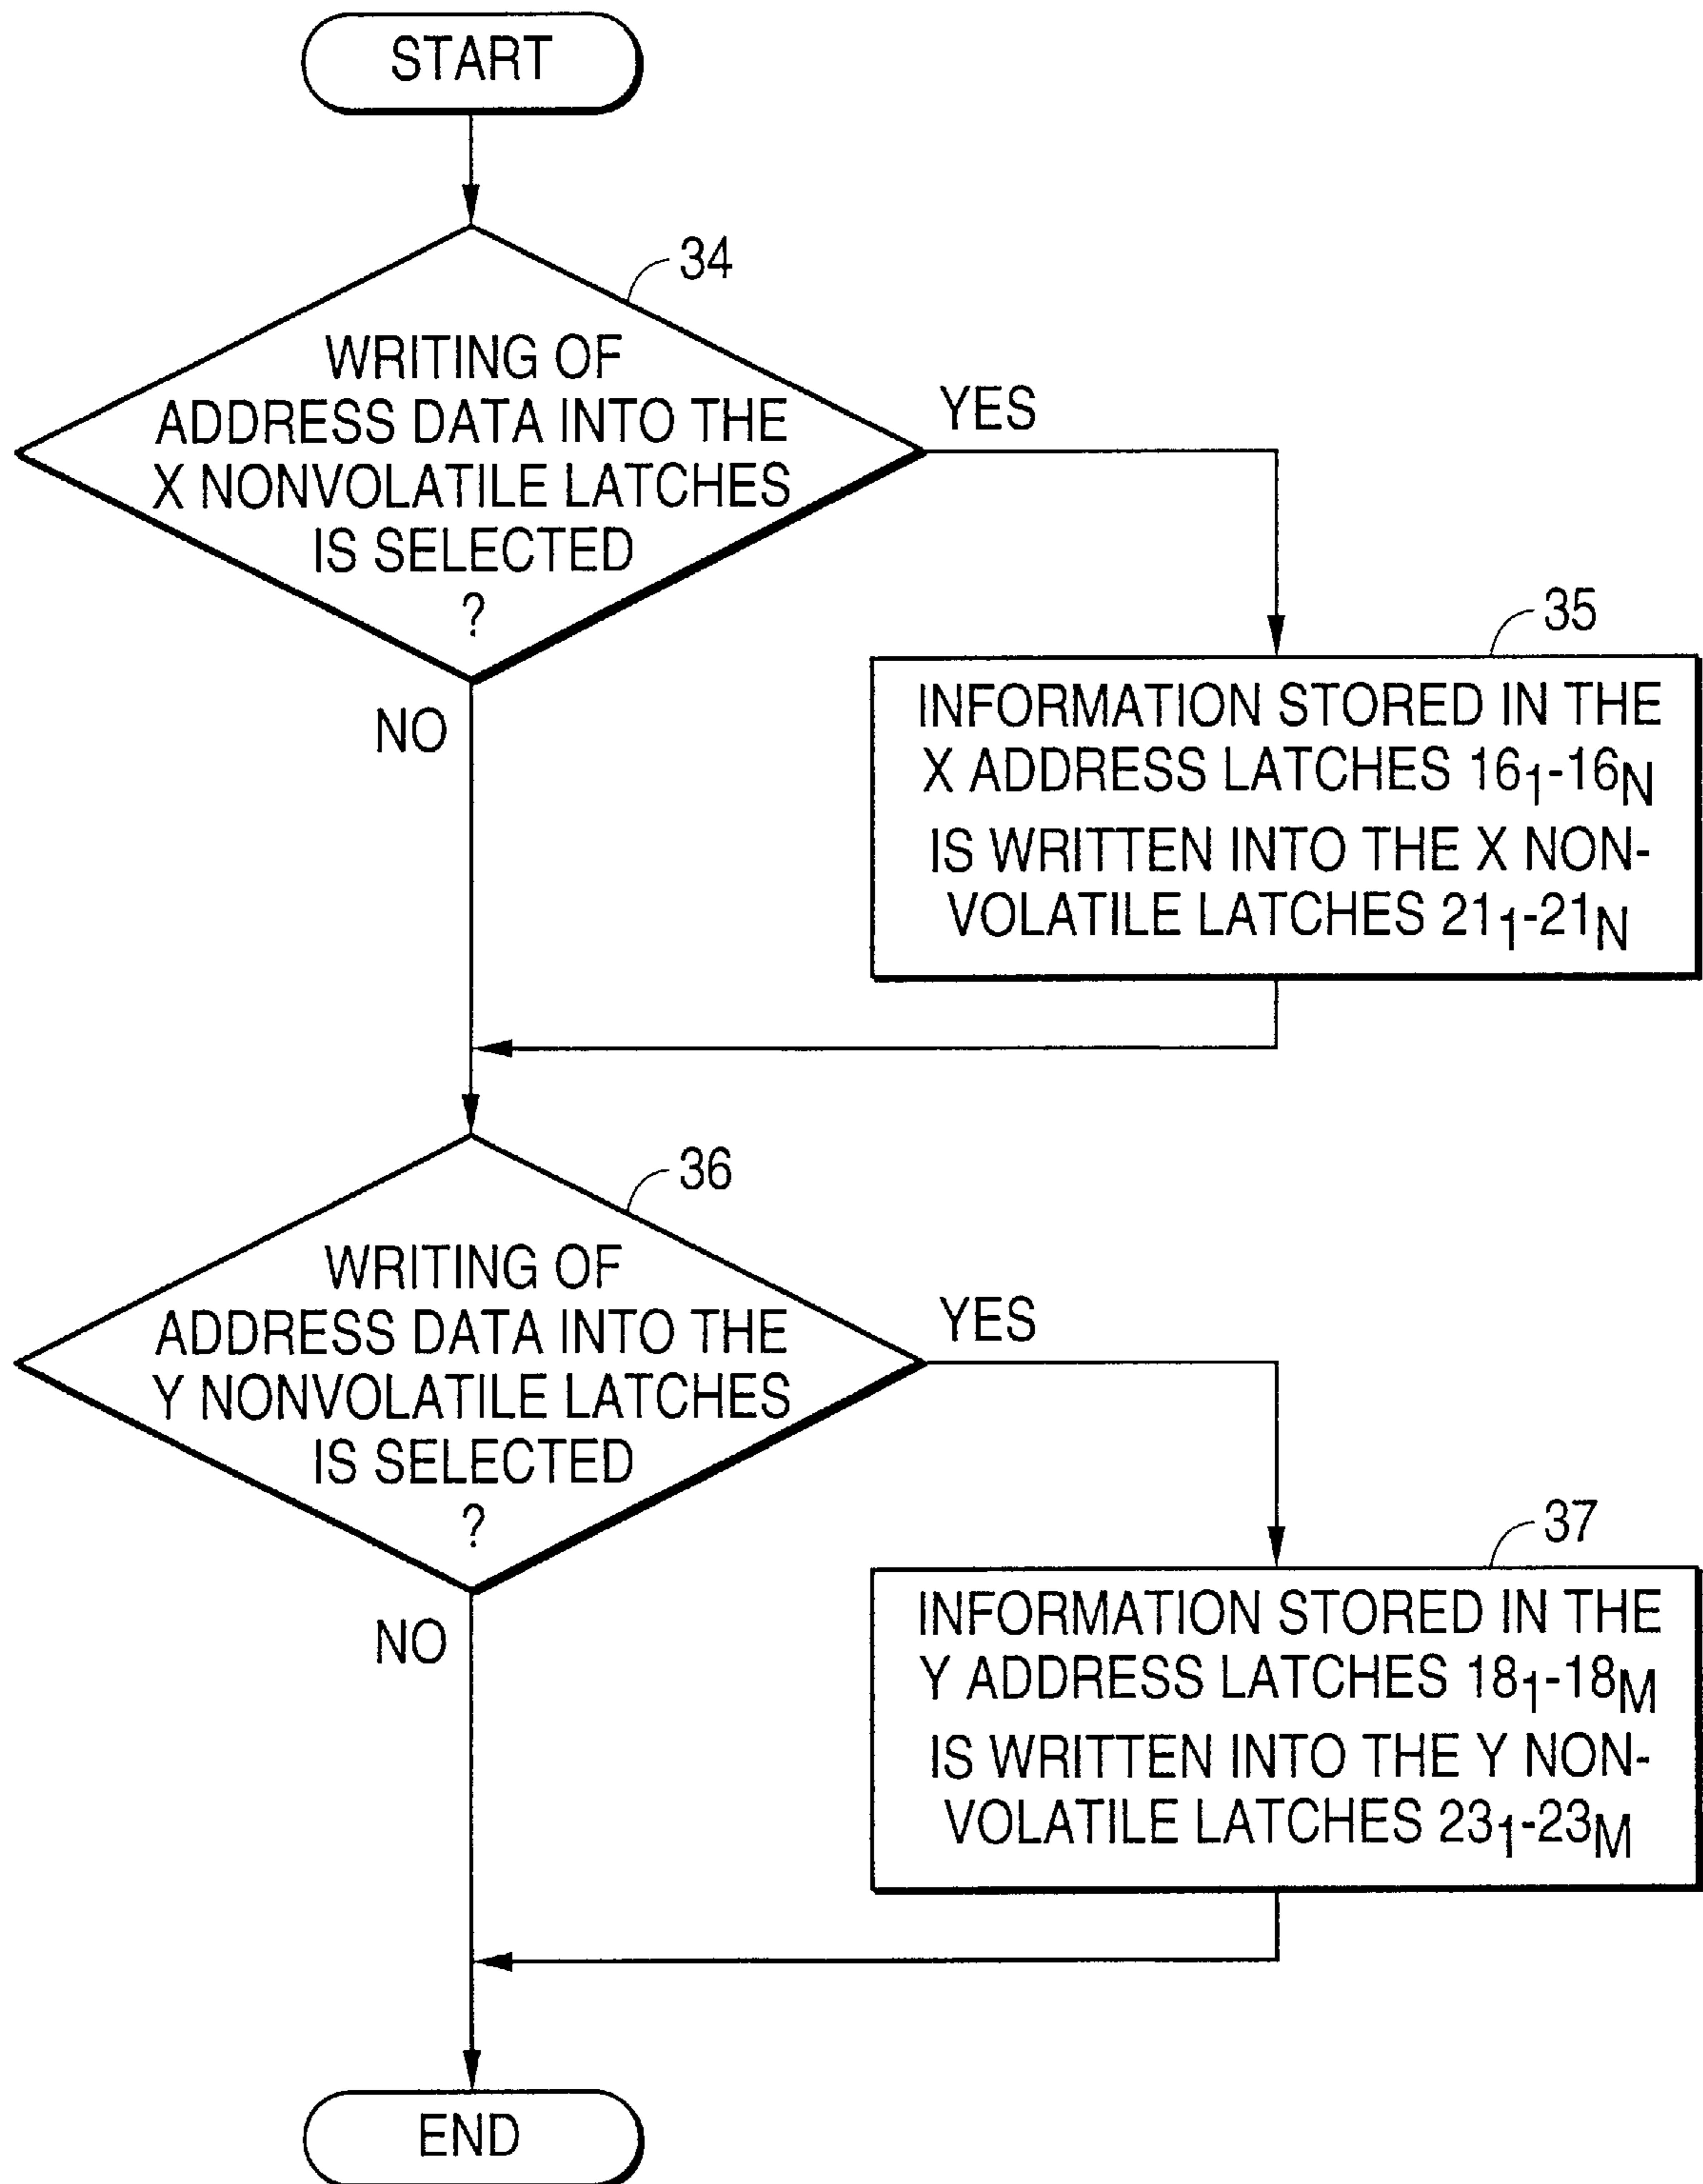 START
34
WRITING OF
ADDRESS DATA INTO THE
X NONVOLATILE LATCHES
IS SELECTED
?
YES
NO
35
INFORMATION STORED IN THE
X ADDRESS LATCHES 16₁-16N
IS WRITTEN INTO THE X NON-
VOLATILE LATCHES 21₁-21N
36
WRITING OF
ADDRESS DATA INTO THE
Y NONVOLATILE LATCHES
IS SELECTED
?
YES
NO
37
INFORMATION STORED IN THE
Y ADDRESS LATCHES 18₁-18M
IS WRITTEN INTO THE Y NON-
VOLATILE LATCHES 23₁-23M
END